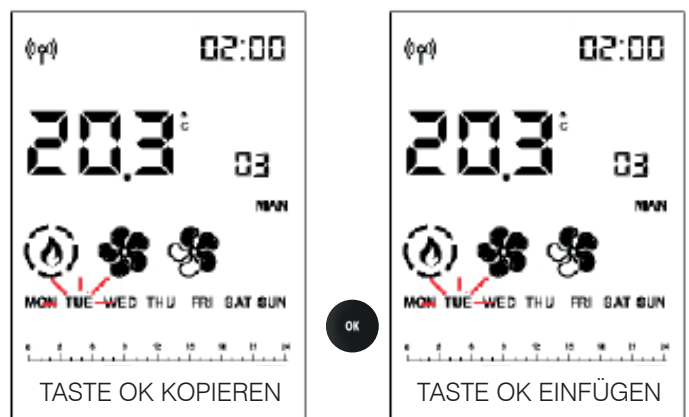 02:00
20.3 °C
03
MAN
MON TUE WED THU FRI SAT SUN
TASTE OK KOPIEREN
OK
02:00
20.3 °C
03
MAN
MON TUE WED THU FRI SAT SUN
TASTE OK EINFÜGEN